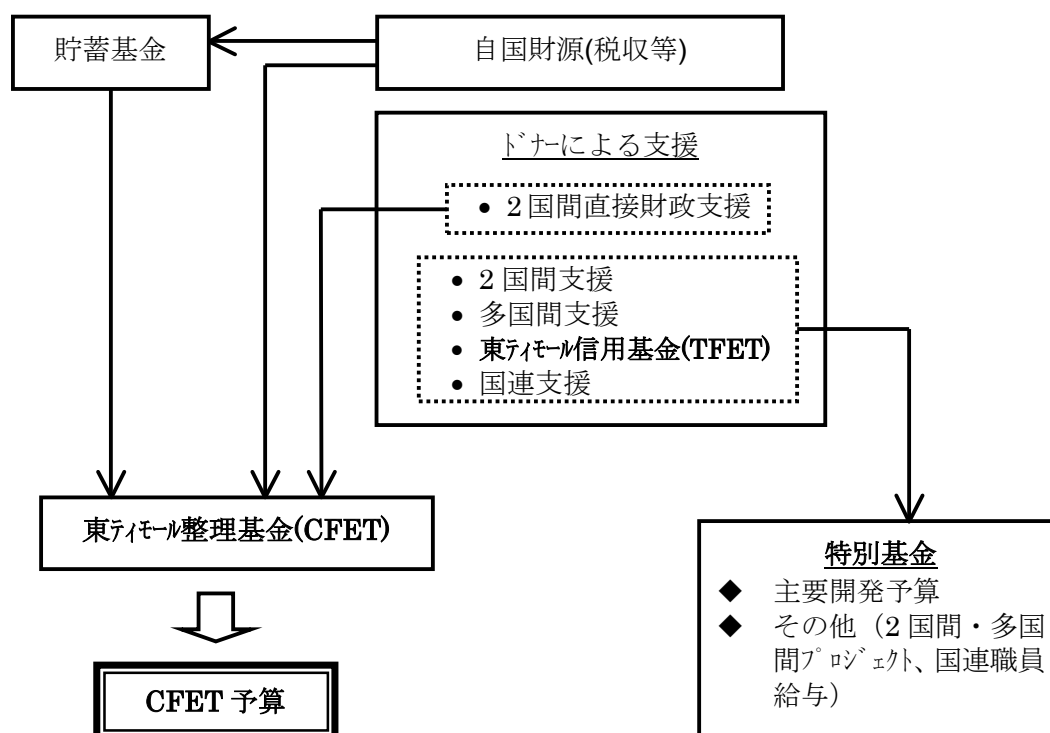 貯蓄基金
自国財源(税収等)
ﾄﾞﾅｰによる支援
• 2国間直接財政支援
• 2国間支援
• 多国間支援
• 東ﾃｨﾓｰﾙ信用基金(TFET)
• 国連支援
東ﾃｨﾓｰﾙ整理基金(CFET)
CFET 予算
特別基金
◆ 主要開発予算
◆ その他（2国間・多国
間ﾌﾟﾛｼﾞｪｸﾄ、国連職員
給与）